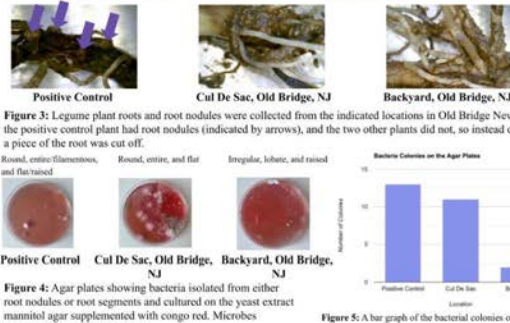 Positive Control
Cul De Sac, Old Bridge, NJ
Backyard, Old Bridge, NJ
Figure 3: Legume plant roots and root nodules were collected from the indicated locations in Old Bridge New
the positive control plant had root nodules (indicated by arrows), and the two other plants did not, so instead o
a piece of the root was cut off.
Round, entire/filamentous,
and flat/raised
Round, entire, and flat
Irregular, lobate, and raised
Positive Control
Cul De Sac, Old Bridge,
NJ
Backyard, Old Bridge,
NJ
Figure 4: Agar plates showing bacteria isolated from either
root nodules or root segments and cultured on the yeast extract
mannitol agar supplemented with congo red. Microbes
Bacteria Colonies on the Agar Plates
Number of Colonies
15
10
5
0
Positive Control
Cul De Sac
Ba
Location
Figure 5: A bar graph of the bacterial colonies o